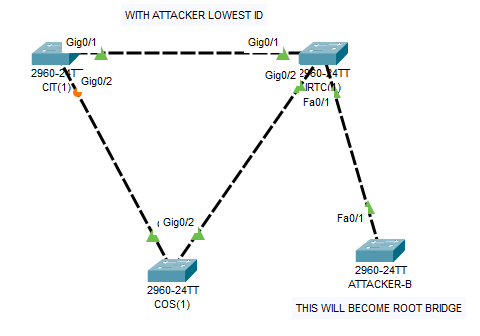 WITH ATTACKER LOWEST ID
Gig0/1
Gig0/1
2960-24TT
CIT(1)
Gig0/2
Gig0/2
2960-24TT
IRTC(1)
Fa0/1
Gig0/2
Fa0/1
2960-24TT
COS(1)
2960-24TT
ATTACKER-B
THIS WILL BECOME ROOT BRIDGE